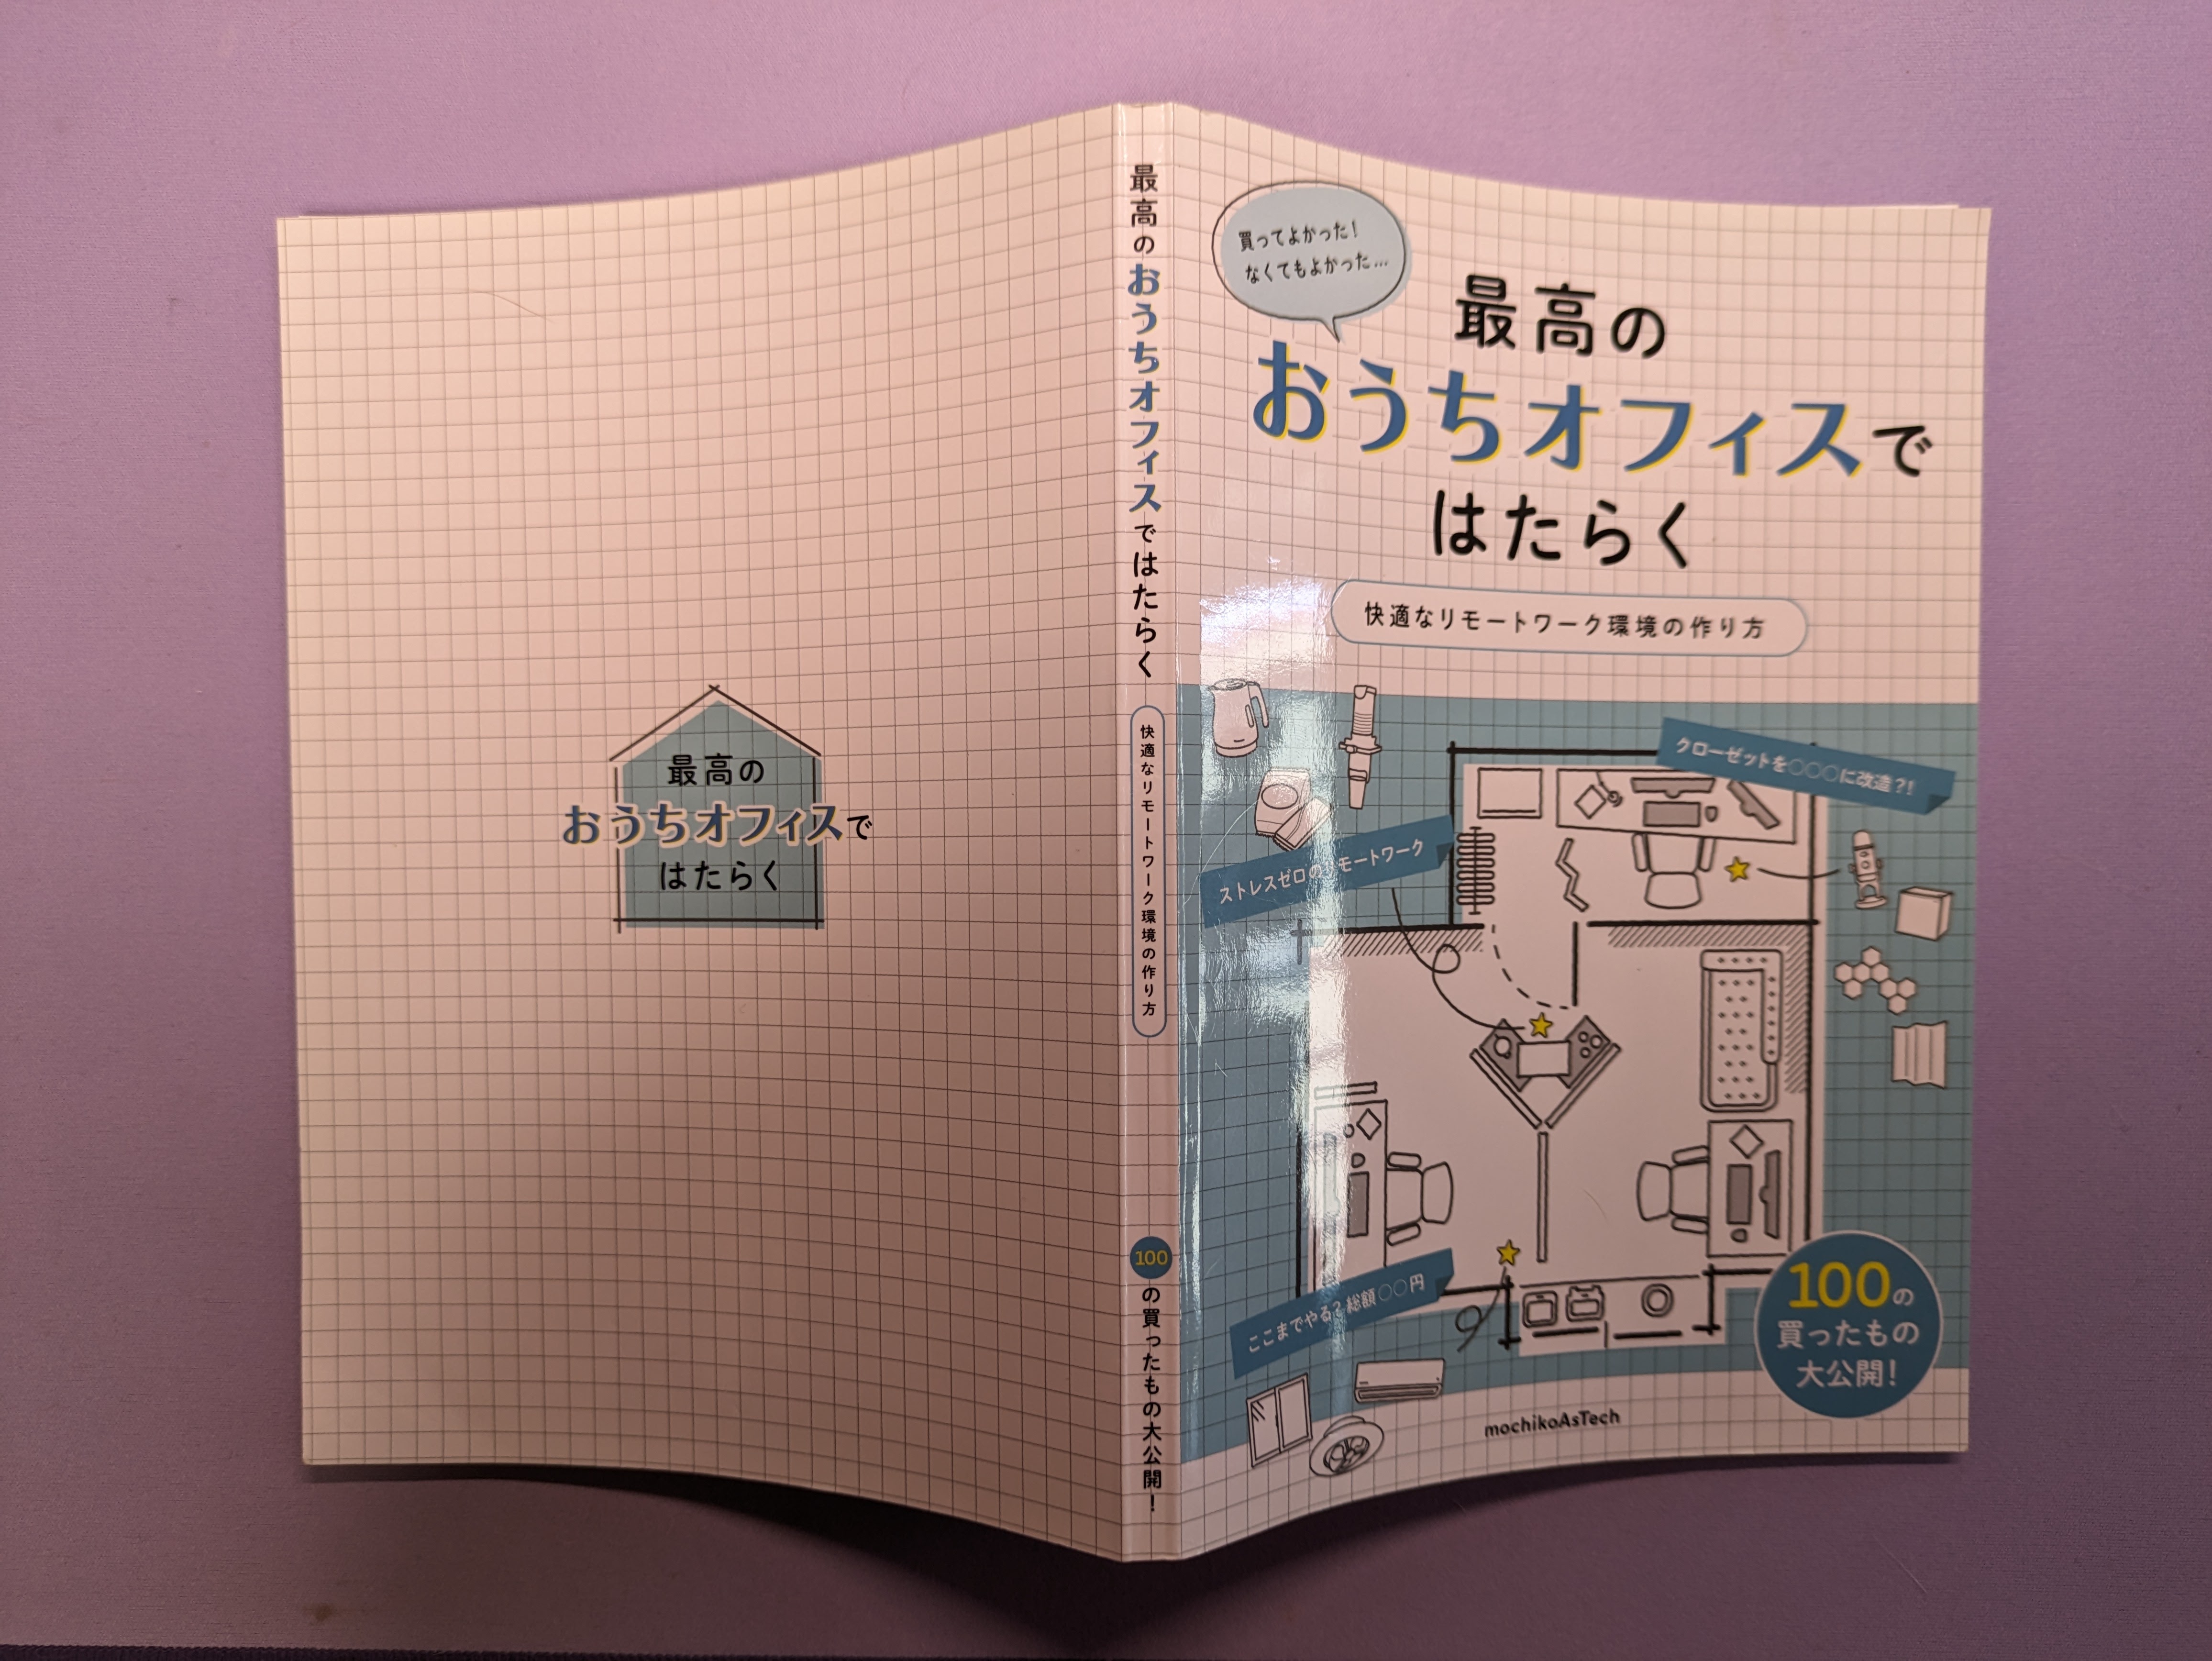 最高の
おうちオフィスで
はたらく
最高のおうちオフィスではたらく
快適なリモートワーク環境の作り方
100の買ったもの大公開！
買ってよかった！
なくてもよかった…
最高の
おうちオフィスで
はたらく
快適なリモートワーク環境の作り方
クローゼットを○○○に改造？！
ストレスゼロのリモートワーク
ここまでやる？総額○○円
100の
買ったもの
大公開！
mochikoAsTech